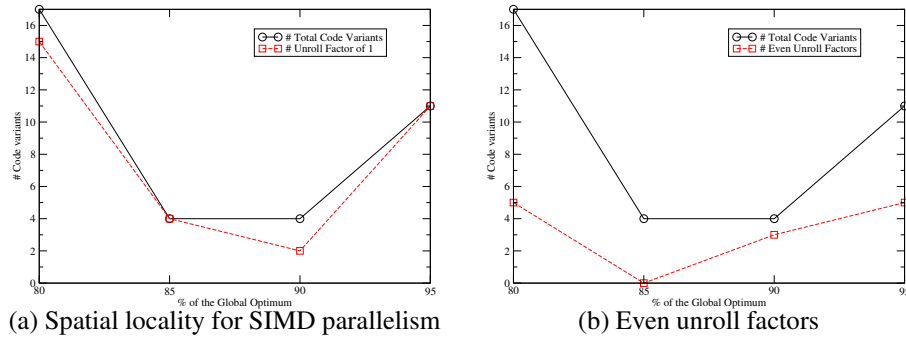 16
14
12
10
8
6
4
2
0
# Code variants
# Total Code Variants
# Unroll Factor of 1
80
85
90
95
% of the Global Optimum
(a) Spatial locality for SIMD parallelism
16
14
12
10
8
6
4
2
0
# Code variants
# Total Code Variants
# Even Unroll Factors
80
85
90
95
% of the Global Optimum
(b) Even unroll factors